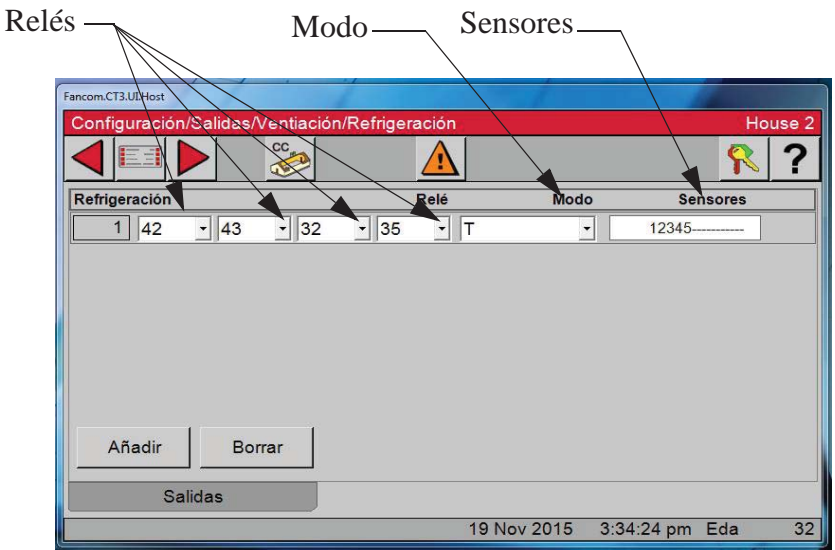 Relés Modo Sensores
Fancom.CT3.UI.Host
Configuración/Salidas/Ventiación/Refrigeración House 2
CC ?
Refrigeración Relé Modo Sensores
1 42 43 32 35 T 12345-----------
Añadir Borrar
Salidas
19 Nov 2015 3:34:24 pm Eda 32